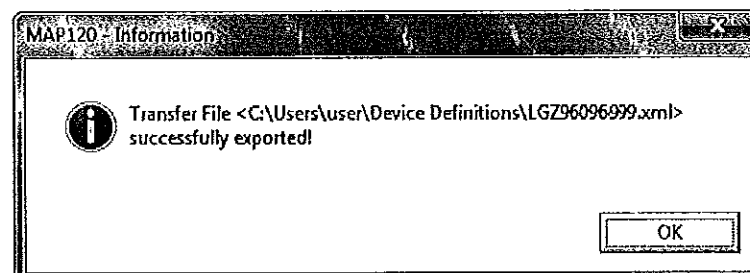 MAP120 - Information
Transfer File <C:\Users\user\Device Definitions\LGZ96096999.xml>
successfully exported!
OK